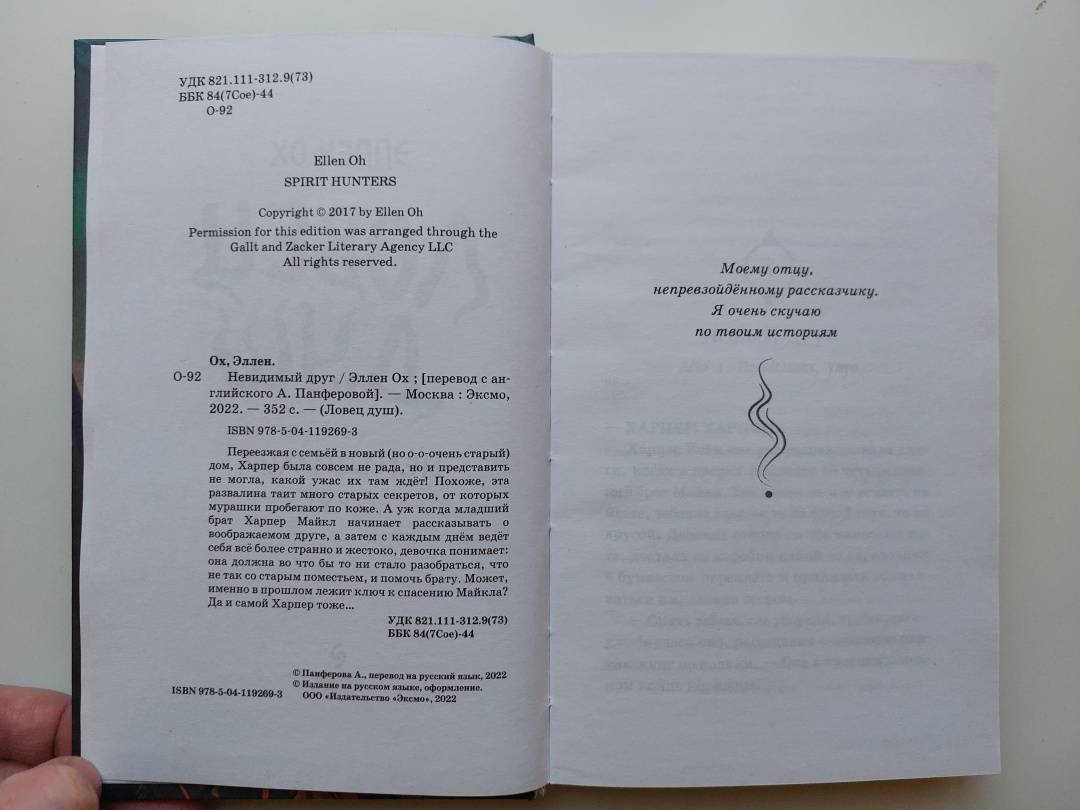 УДК 821.111-312.9(73)
ББК 84(7Сое)-44
О-92
Ellen Oh
SPIRIT HUNTERS
Copyright © 2017 by Ellen Oh
Permission for this edition was arranged through the
Gallt and Zacker Literary Agency LLC
All rights reserved.
Ох, Эллен.
О-92 Невидимый друг / Эллен Ох ; [перевод с ан-
глийского А. Панферовой]. — Москва : Эксмо,
2022. — 352 с. — (Ловец душ).
ISBN 978-5-04-119269-3
Переезжая с семьёй в новый (но о-о-очень старый)
дом, Харпер была совсем не рада, но и представить
не могла, какой ужас их там ждёт! Похоже, эта
развалина таит много старых секретов, от которых
мурашки пробегают по коже. А уж когда младший
брат Харпер Майкл начинает рассказывать о
воображаемом друге, а затем с каждым днём ведёт
себя всё более странно и жестоко, девочка понимает:
она должна во что бы то ни стало разобраться, что
не так со старым поместьем, и помочь брату. Может,
именно в прошлом лежит ключ к спасению Майкла?
Да и самой Харпер тоже...
УДК 821.111-312.9(73)
ББК 84(7Сое)-44
© Панферова А., перевод на русский язык, 2022
© Издание на русском языке, оформление.
ISBN 978-5-04-119269-3 ООО «Издательство «Эксмо», 2022
Моему отцу,
непревзойдённому рассказчику.
Я очень скучаю
по твоим историям